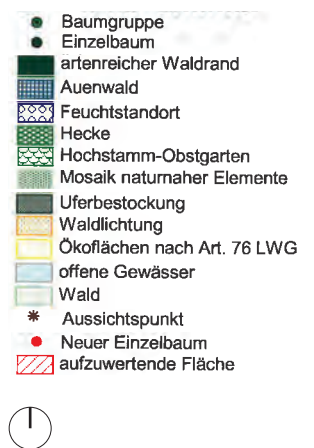 Baumgruppe
Einzelbaum
artenreicher Waldrand
Auenwald
Feuchtstandort
Hecke
Hochstamm-Obstgarten
Mosaik naturnaher Elemente
Uferbestockung
Waldlichtung
Ökoflächen nach Art. 76 LWG
offene Gewässer
Wald
Aussichtspunkt
Neuer Einzelbaum
aufzuwertende Fläche